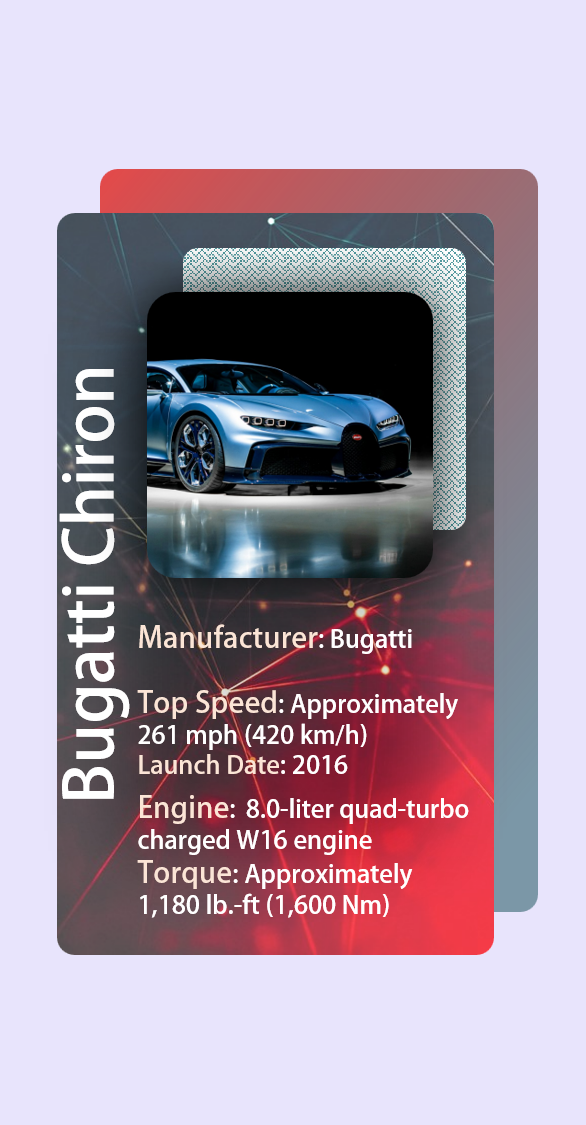 Bugatti Chiron
Manufacturer: Bugatti
Top Speed: Approximately
261 mph (420 km/h)
Launch Date: 2016
Engine: 8.0-liter quad-turbo
charged W16 engine
Torque: Approximately
1,180 lb.-ft (1,600 Nm)